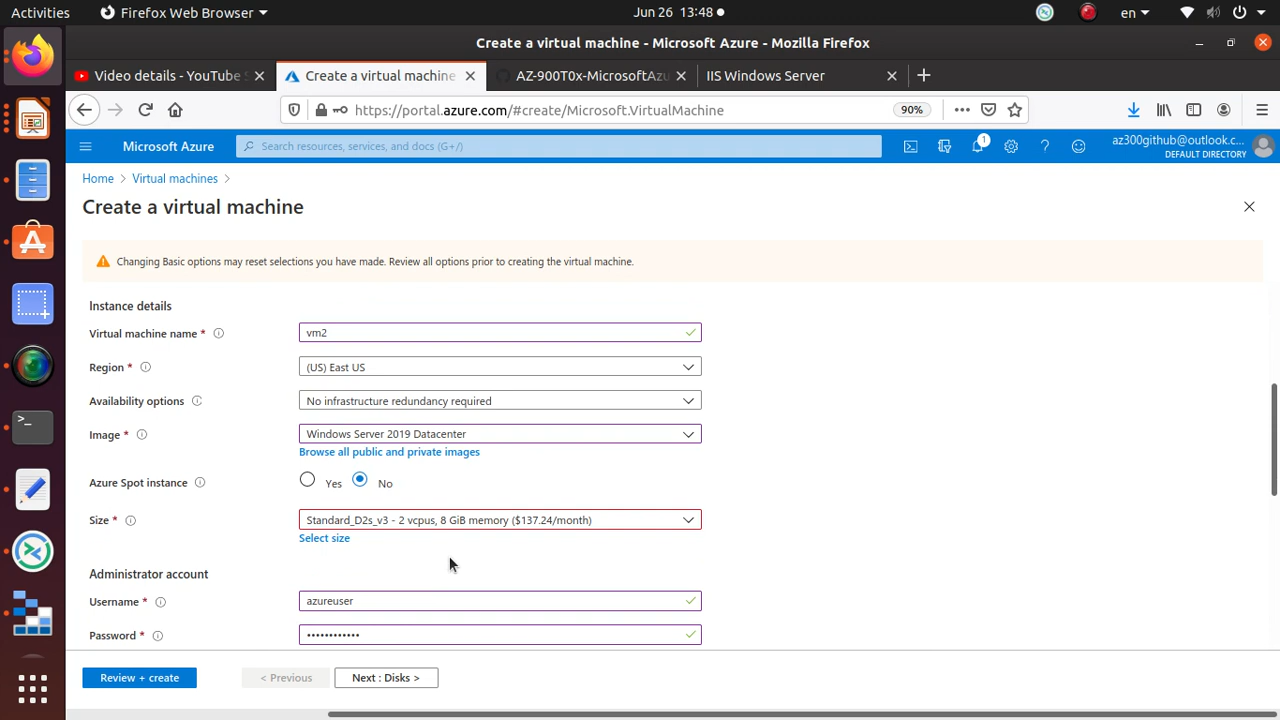 Activities
Firefox Web Browser
Jun 26 13:48
en
Create a virtual machine - Microsoft Azure - Mozilla Firefox
Video details - YouTube S
Create a virtual machine
AZ-900T0x-MicrosoftAzu
IIS Windows Server
https://portal.azure.com/#create/Microsoft.VirtualMachine
90%
Microsoft Azure
Search resources, services, and docs (G+/)
1
az300github@outlook.c...
DEFAULT DIRECTORY
Home > Virtual machines >
Create a virtual machine
Changing Basic options may reset selections you have made. Review all options prior to creating the virtual machine.
Instance details
Virtual machine name *
vm2
Region *
(US) East US
Availability options
No infrastructure redundancy required
Image *
Windows Server 2019 Datacenter
Browse all public and private images
Azure Spot instance
Yes
No
Size *
Standard_D2s_v3 - 2 vcpus, 8 GiB memory ($137.24/month)
Select size
Administrator account
Username *
azureuser
Password *
••••••••••••
Review + create
< Previous
Next : Disks >